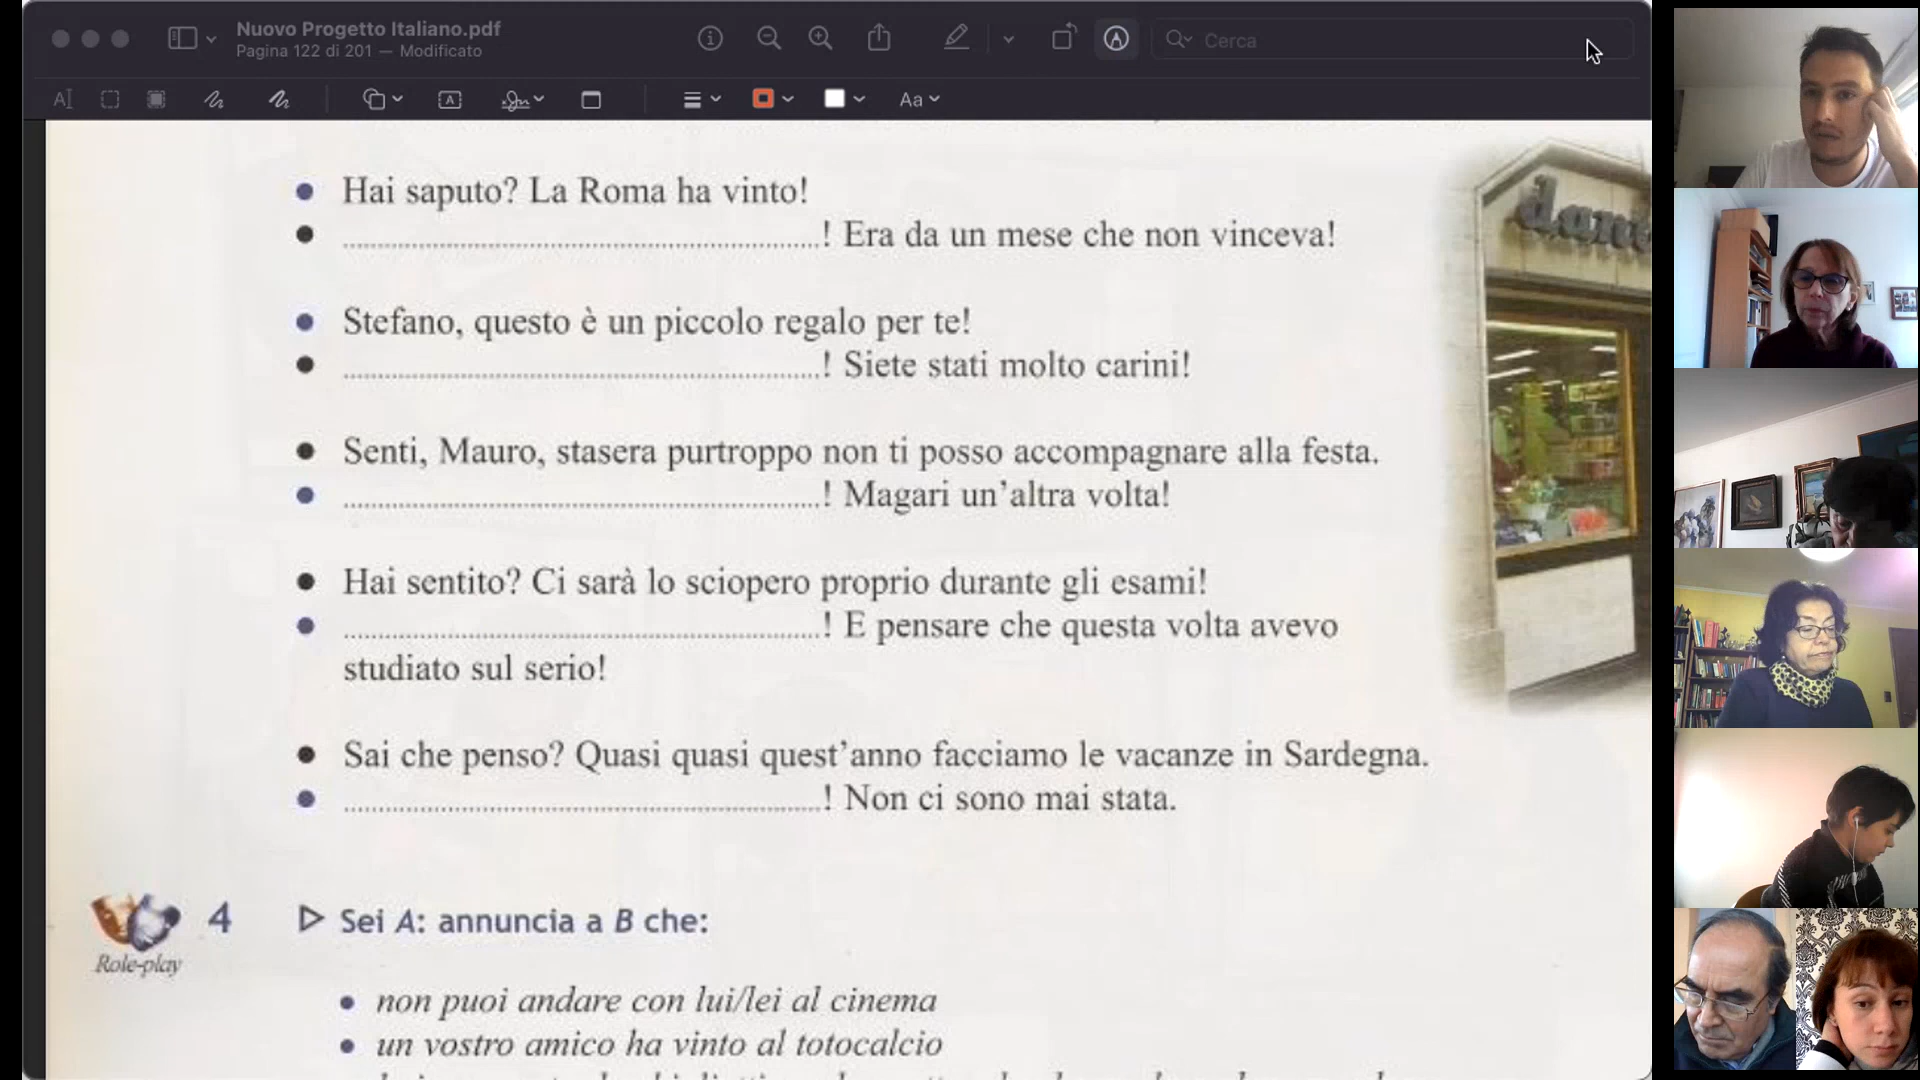 Nuovo Progetto Italiano.pdf
Pagina 122 di 201 — Modificato
Cerca
Aa
Hai saputo? La Roma ha vinto!
! Era da un mese che non vinceva!
Stefano, questo è un piccolo regalo per te!
! Siete stati molto carini!
Senti, Mauro, stasera purtroppo non ti posso accompagnare alla festa.
! Magari un'altra volta!
Hai sentito? Ci sarà lo sciopero proprio durante gli esami!
! E pensare che questa volta avevo
studiato sul serio!
Sai che penso? Quasi quasi quest'anno facciamo le vacanze in Sardegna.
! Non ci sono mai stata.
4
Sei A: annuncia a B che:
Role-play
non puoi andare con lui/lei al cinema
un vostro amico ha vinto al totocalcio